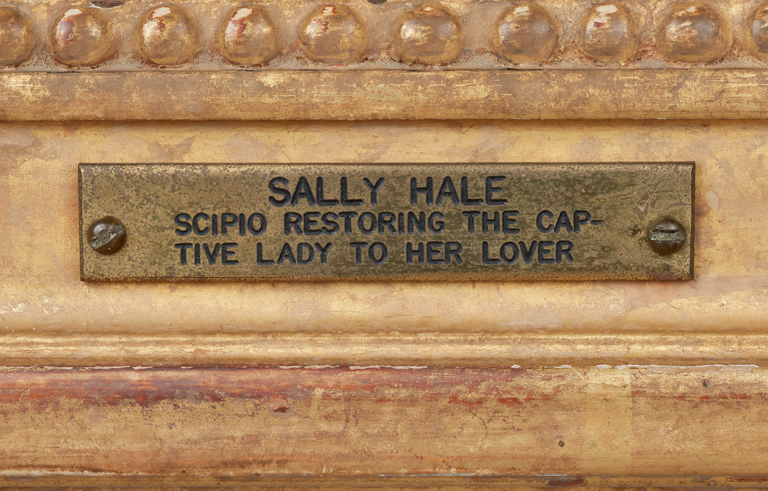 SALLY HALE
SCIPIO RESTORING THE CAP-
TIVE LADY TO HER LOVER